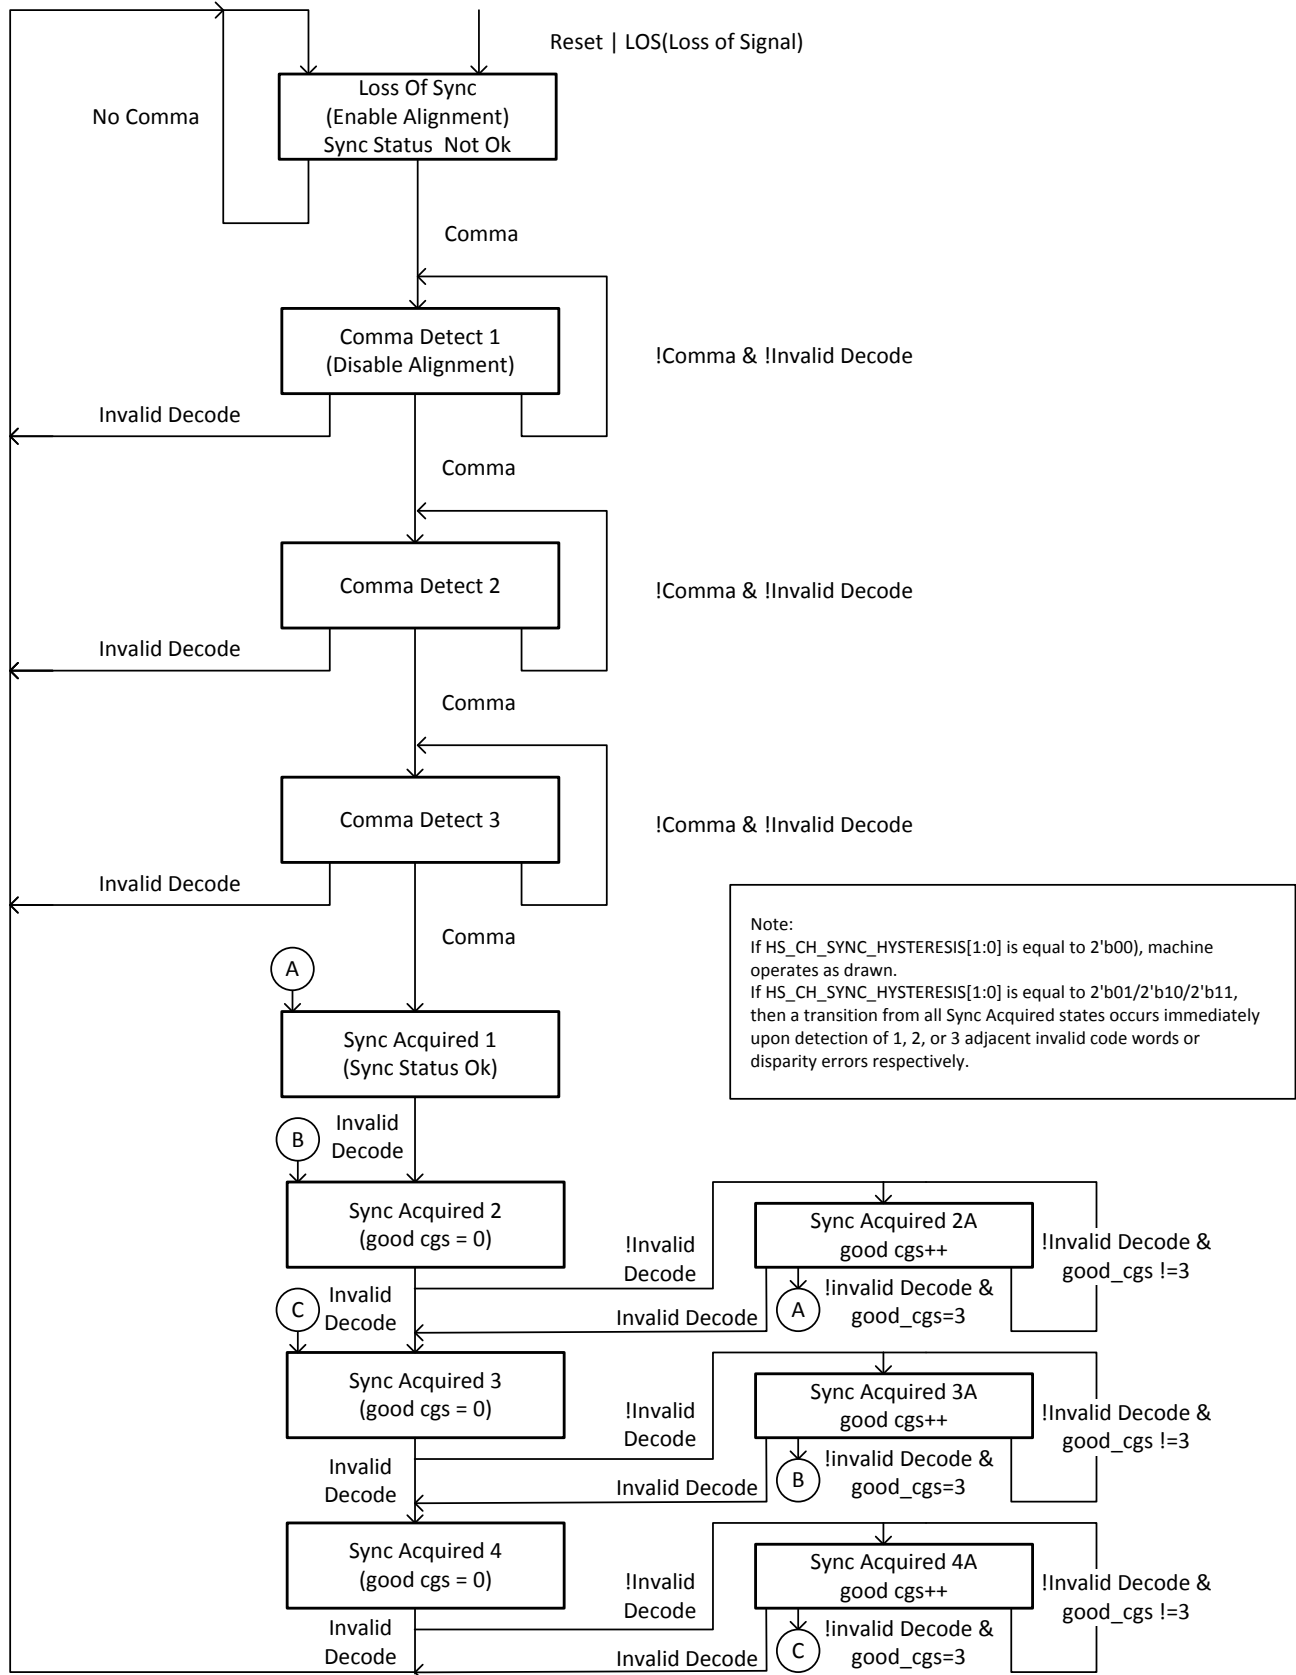 Reset | LOS(Loss of Signal)
Loss Of Sync
(Enable Alignment)
Sync Status  Not Ok
No Comma
Comma
Comma Detect 1
(Disable Alignment)
!Comma & !Invalid Decode
Invalid Decode
Comma
Comma Detect 2
!Comma & !Invalid Decode
Invalid Decode
Comma
Comma Detect 3
!Comma & !Invalid Decode
Invalid Decode
Comma
Note:
If HS_CH_SYNC_HYSTERESIS[1:0] is equal to 2'b00), machine
operates as drawn.
If HS_CH_SYNC_HYSTERESIS[1:0] is equal to 2'b01/2'b10/2'b11,
then a transition from all Sync Acquired states occurs immediately
upon detection of 1, 2, or 3 adjacent invalid code words or
disparity errors respectively.
A
Sync Acquired 1
(Sync Status Ok)
Invalid
Decode
B
Sync Acquired 2
(good cgs = 0)
!Invalid
Decode
Sync Acquired 2A
good cgs++
!Invalid Decode &
good_cgs !=3
A
!invalid Decode &
good_cgs=3
Invalid Decode
Invalid
Decode
C
Sync Acquired 3
(good cgs = 0)
!Invalid
Decode
Sync Acquired 3A
good cgs++
!Invalid Decode &
good_cgs !=3
B
!invalid Decode &
good_cgs=3
Invalid Decode
Invalid
Decode
Sync Acquired 4
(good cgs = 0)
!Invalid
Decode
Sync Acquired 4A
good cgs++
!Invalid Decode &
good_cgs !=3
C
!invalid Decode &
good_cgs=3
Invalid Decode
Invalid
Decode